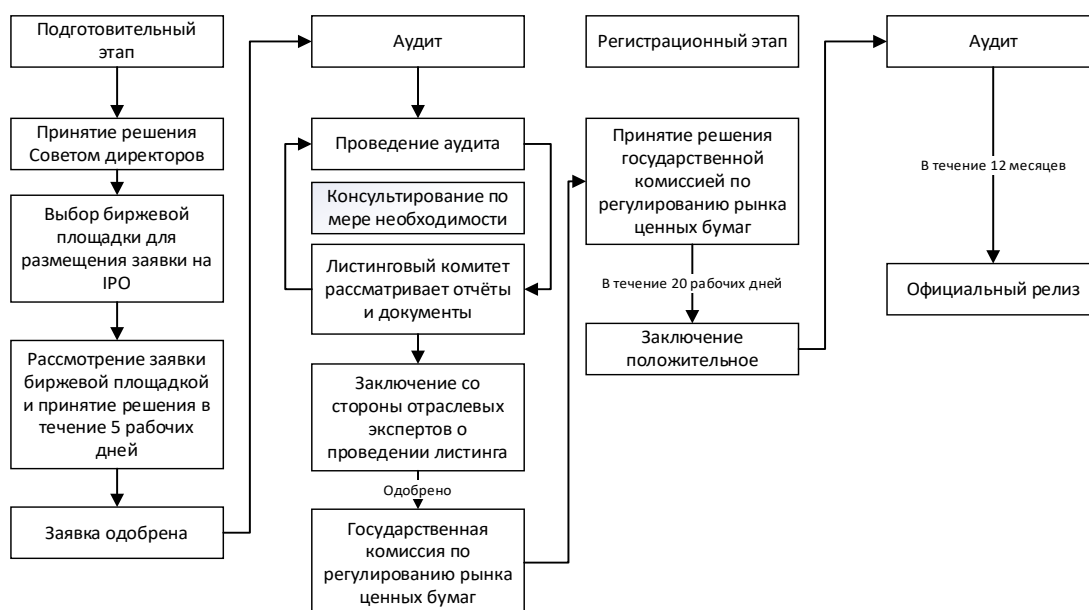 Подготовительный
этап
Принятие решения
Советом директоров
Выбор биржевой
площадки для
размещения заявки на
IPO
Рассмотрение заявки
биржевой площадкой
и принятие решения в
течение 5 рабочих
дней
Заявка одобрена
Аудит
Проведение аудита
Консультирование по
мере необходимости
Листинговый комитет
рассматривает отчёты
и документы
Заключение со
стороны отраслевых
экспертов о
проведении листинга
Одобрено
Государственная
комиссия по
регулированию рынка
ценных бумаг
Регистрационный этап
Принятие решения
государственной
комиссией по
регулированию рынка
ценных бумаг
В течение 20 рабочих дней
Заключение
положительное
Аудит
В течение 12 месяцев
Официальный релиз